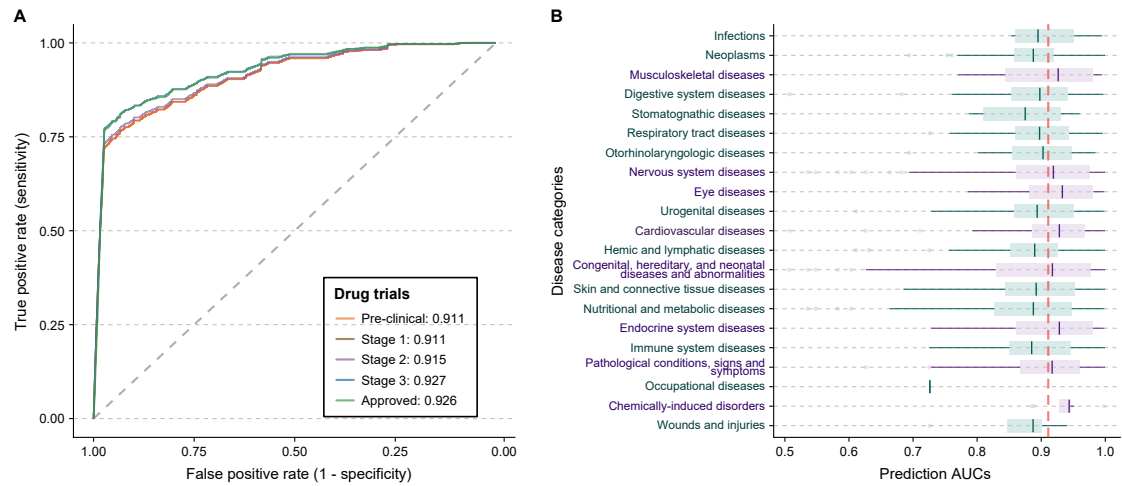 A
1.00
0.75
0.50
0.25
0.00
True positive rate (sensitivity)
1.00
0.75
0.50
0.25
0.00
False positive rate (1 - specificity)
Drug trials
Pre-clinical: 0.911
Stage 1: 0.911
Stage 2: 0.915
Stage 3: 0.927
Approved: 0.926
B
Disease categories
Infections
Neoplasms
Musculoskeletal diseases
Digestive system diseases
Stomatognathic diseases
Respiratory tract diseases
Otorhinolaryngologic diseases
Nervous system diseases
Eye diseases
Urogenital diseases
Cardiovascular diseases
Hemic and lymphatic diseases
Congenital, hereditary, and neonatal
diseases and abnormalities
Skin and connective tissue diseases
Nutritional and metabolic diseases
Endocrine system diseases
Immune system diseases
Pathological conditions, signs and
symptoms
Occupational diseases
Chemically-induced disorders
Wounds and injuries
0.5
0.6
0.7
0.8
0.9
1.0
Prediction AUCs